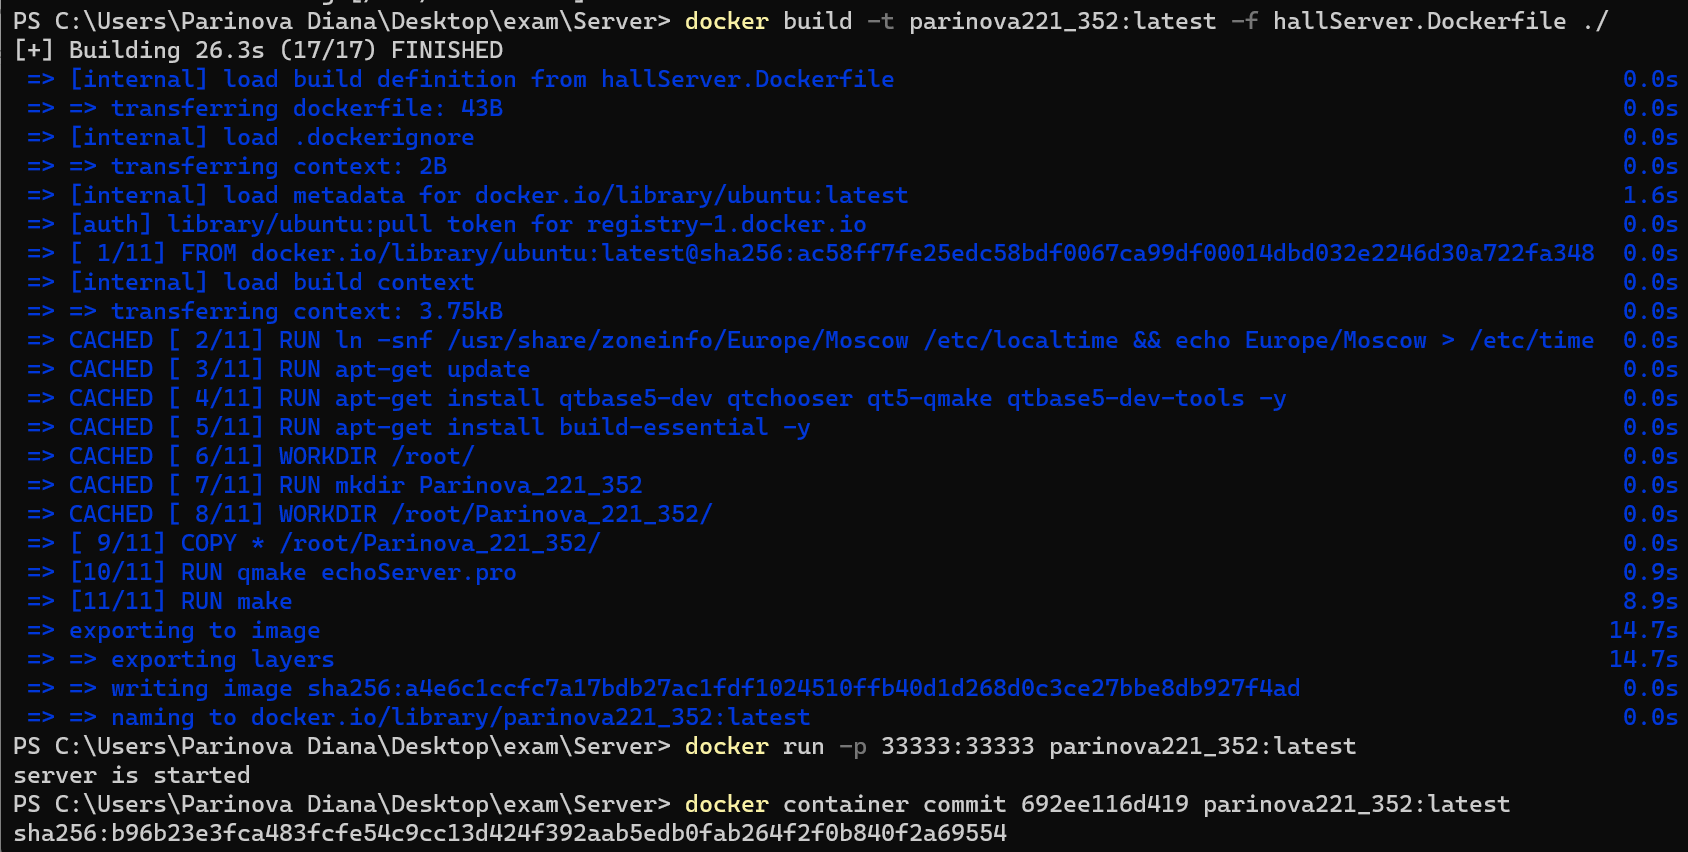 PS C:\Users\Parinova Diana\Desktop\exam\Server> docker build -t parinova221_352:latest -f hallServer.Dockerfile ./
[+] Building 26.3s (17/17) FINISHED
=> [internal] load build definition from hallServer.Dockerfile 0.0s
=> => transferring dockerfile: 43B 0.0s
=> [internal] load .dockerignore 0.0s
=> => transferring context: 2B 0.0s
=> [internal] load metadata for docker.io/library/ubuntu:latest 1.6s
=> [auth] library/ubuntu:pull token for registry-1.docker.io 0.0s
=> [ 1/11] FROM docker.io/library/ubuntu:latest@sha256:ac58ff7fe25edc58bdf0067ca99df00014dbd032e2246d30a722fa348 0.0s
=> [internal] load build context 0.0s
=> => transferring context: 3.75kB 0.0s
=> CACHED [ 2/11] RUN ln -snf /usr/share/zoneinfo/Europe/Moscow /etc/localtime && echo Europe/Moscow > /etc/time 0.0s
=> CACHED [ 3/11] RUN apt-get update 0.0s
=> CACHED [ 4/11] RUN apt-get install qtbase5-dev qtchooser qt5-qmake qtbase5-dev-tools -y 0.0s
=> CACHED [ 5/11] RUN apt-get install build-essential -y 0.0s
=> CACHED [ 6/11] WORKDIR /root/ 0.0s
=> CACHED [ 7/11] RUN mkdir Parinova_221_352 0.0s
=> CACHED [ 8/11] WORKDIR /root/Parinova_221_352/ 0.0s
=> [ 9/11] COPY * /root/Parinova_221_352/ 0.0s
=> [10/11] RUN qmake echoServer.pro 0.9s
=> [11/11] RUN make 8.9s
=> exporting to image 14.7s
=> => exporting layers 14.7s
=> => writing image sha256:a4e6c1ccfc7a17bdb27ac1fdf1024510ffb40d1d268d0c3ce27bbe8db927f4ad 0.0s
=> => naming to docker.io/library/parinova221_352:latest 0.0s
PS C:\Users\Parinova Diana\Desktop\exam\Server> docker run -p 33333:33333 parinova221_352:latest
server is started
PS C:\Users\Parinova Diana\Desktop\exam\Server> docker container commit 692ee116d419 parinova221_352:latest
sha256:b96b23e3fca483fcfe54c9cc13d424f392aab5edb0fab264f2f0b840f2a69554